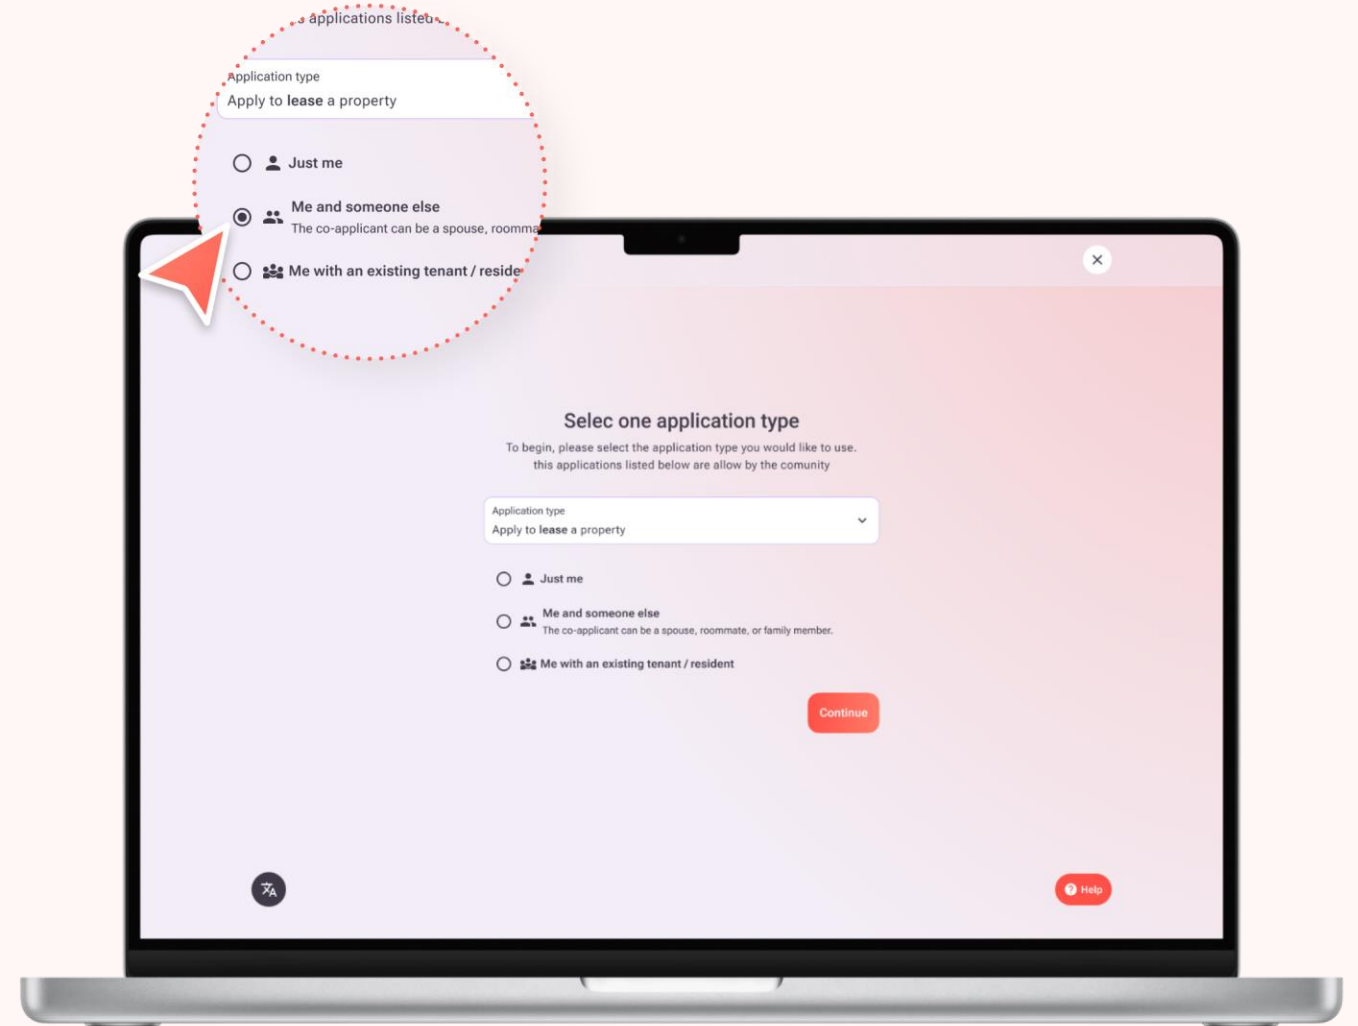 applications listed
Application type
Apply to lease a property
Just me
Me and someone else
The co-applicant can be a spouse, roomma
Me with an existing tenant / reside
Selec one application type
To begin, please select the application type you would like to use.
this applications listed below are allow by the comunity
Application type
Apply to lease a property
Just me
Me and someone else
The co-applicant can be a spouse, roommate, or family member.
Me with an existing tenant / resident
Continue
Help